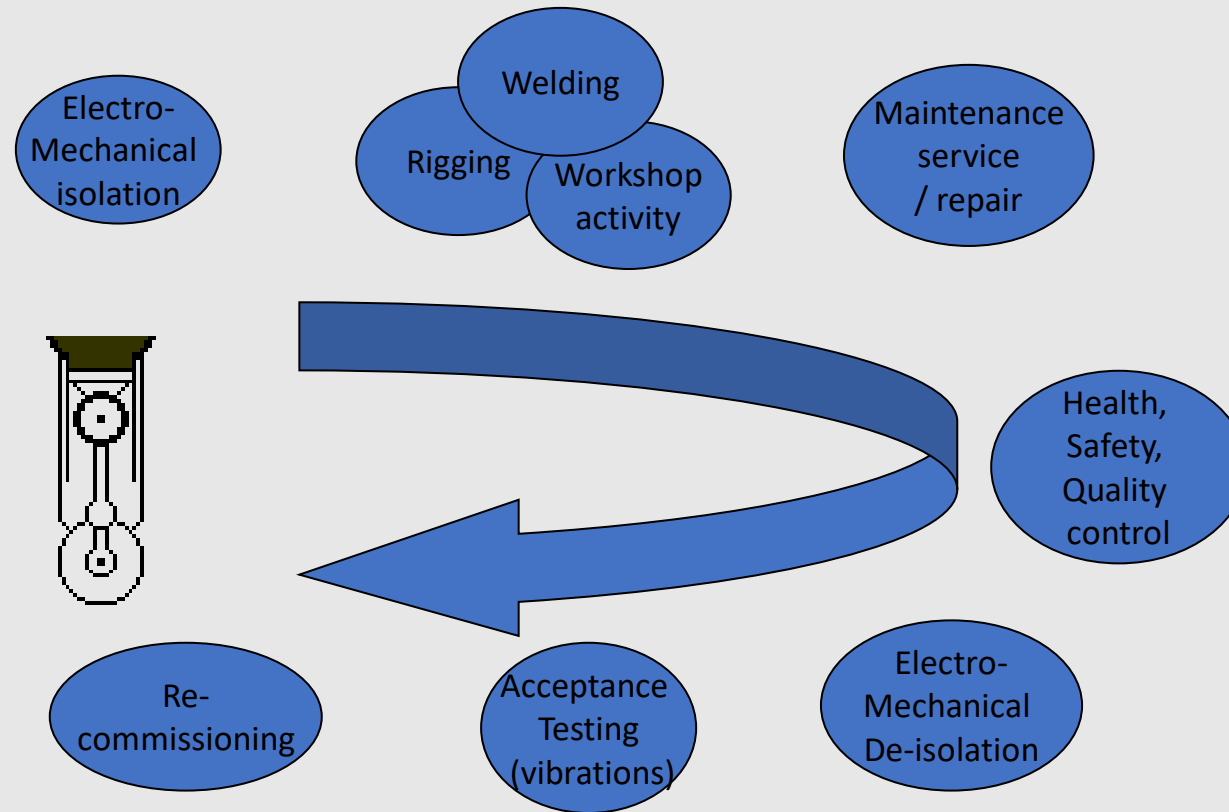 Electro-
Mechanical
isolation
Welding
Rigging
Workshop
activity
Maintenance
service
/ repair
Health,
Safety,
Quality
control
Electro-
Mechanical
De-isolation
Acceptance
Testing
(vibrations)
Re-
commissioning